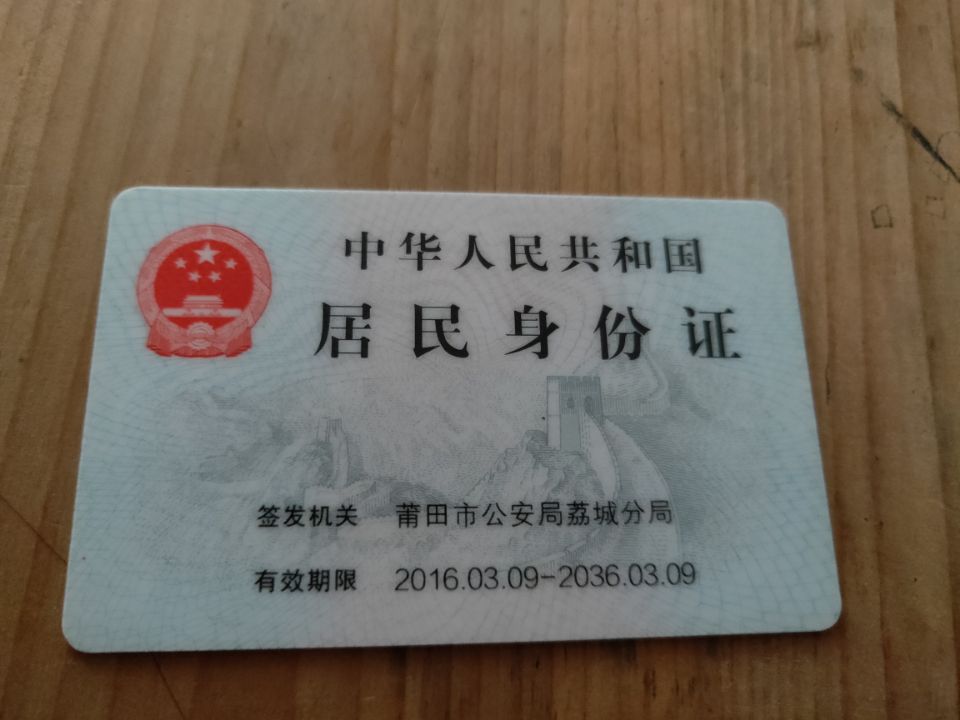 中华人民共和国
居民身份证
签发机关 莆田市公安局荔城分局
有效期限 2016.03.09-2036.03.09